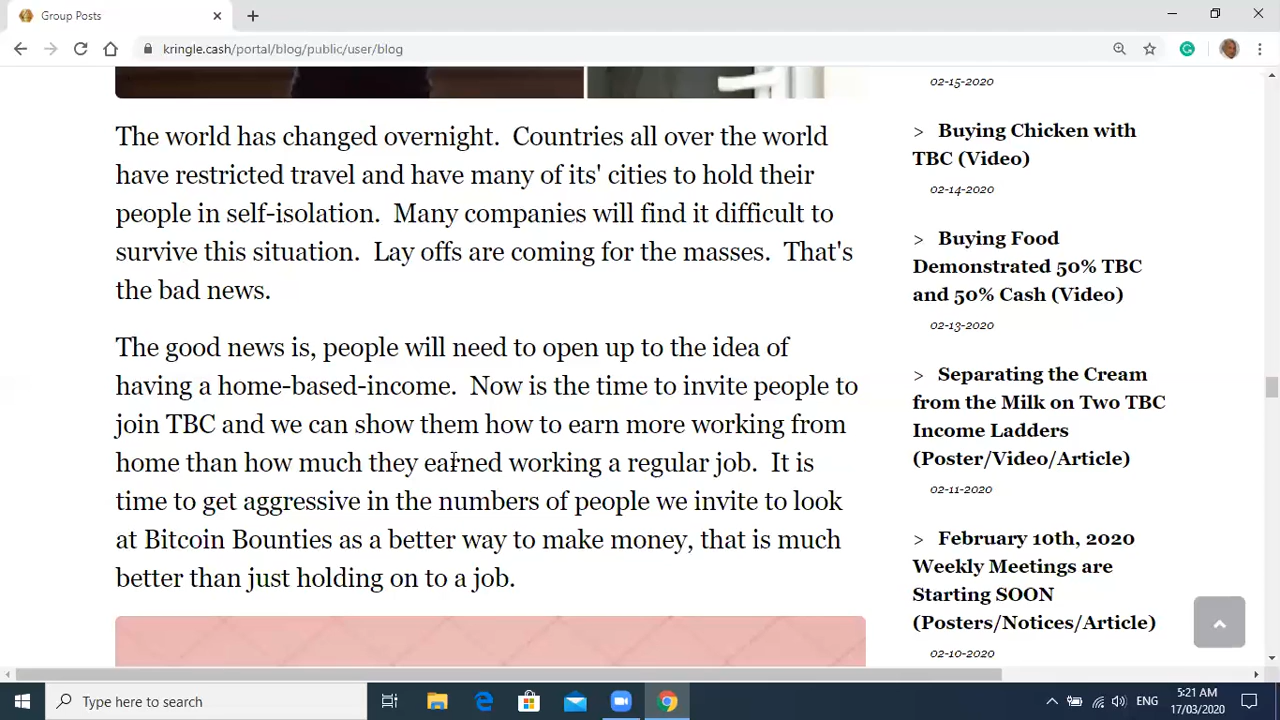 Group Posts
kringle.cash/portal/blog/public/user/blog
The world has changed overnight.  Countries all over the world
have restricted travel and have many of its' cities to hold their
people in self-isolation.  Many companies will find it difficult to
survive this situation.  Lay offs are coming for the masses.  That's
the bad news.
The good news is, people will need to open up to the idea of
having a home-based-income.  Now is the time to invite people to
join TBC and we can show them how to earn more working from
home than how much they earned working a regular job.  It is
time to get aggressive in the numbers of people we invite to look
at Bitcoin Bounties as a better way to make money, that is much
better than just holding on to a job.
02-15-2020
> Buying Chicken with
TBC (Video)
02-14-2020
> Buying Food
Demonstrated 50% TBC
and 50% Cash (Video)
02-13-2020
> Separating the Cream
from the Milk on Two TBC
Income Ladders
(Poster/Video/Article)
02-11-2020
> February 10th, 2020
Weekly Meetings are
Starting SOON
(Posters/Notices/Article)
02-10-2020
Type here to search
ENG
5:21 AM
17/03/2020